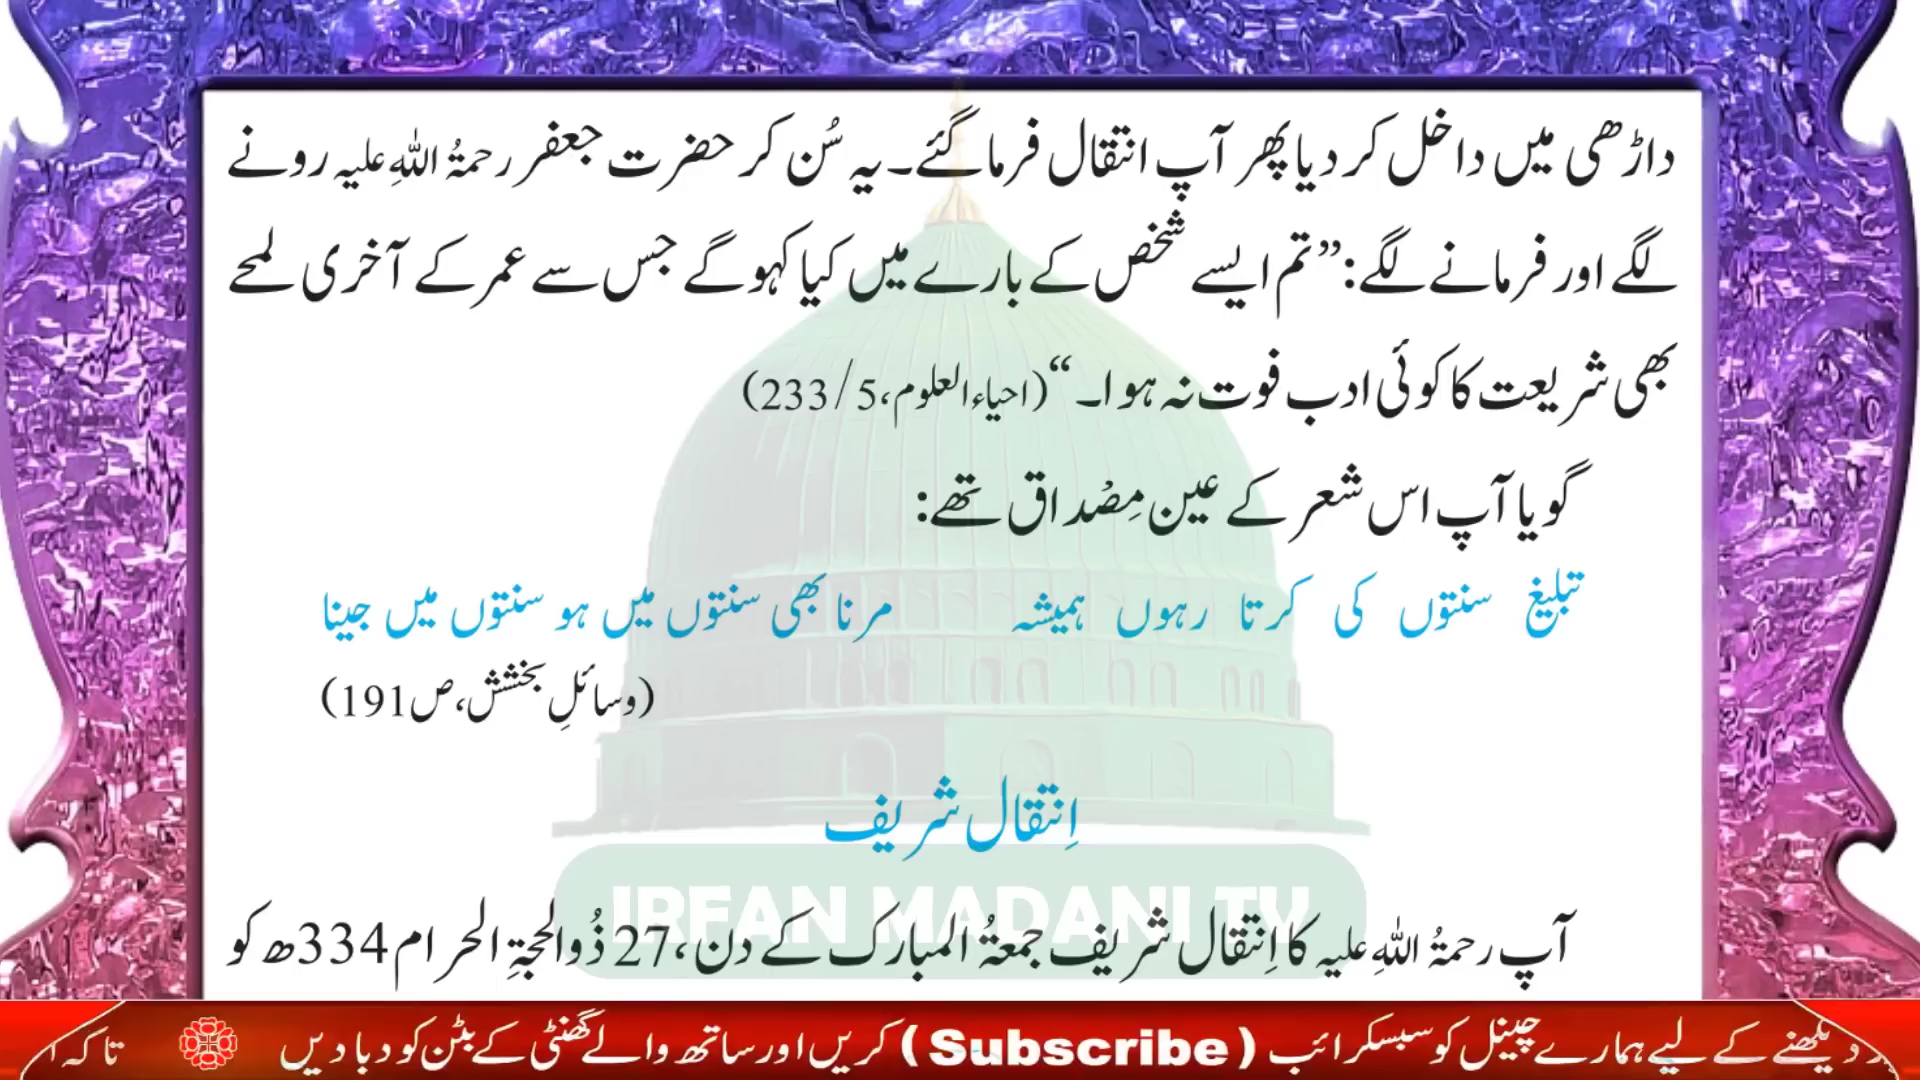 داڑھی میں داخل کر دیا پھر آپ انتقال فرما گئے۔ یہ سُن کر حضرت جعفر رحمۃُ اللہِ علیہ رونے
لگے اور فرمانے لگے: ”تم ایسے شخص کے بارے میں کیا کہو گے جس سے عمر کے آخری لمحے
بھی شریعت کا کوئی ادب فوت نہ ہوا۔“ (احیاء العلوم، 5/233)
گویا آپ اس شعر کے عین مِصْداق تھے:
تبلیغ سنتوں کی کرتا رہوں ہمیشہ مرنا بھی سنتوں میں ہو سنتوں میں جینا
(وسائلِ بخشش، ص191)
اِنتقال شریف
IRFAN MADANI TV
آپ رحمۃُ اللہِ علیہ کا اِنتقال شریف جمعۃُ المبارک کے دن، 27 ذُوالحجۃِ الحرام 334ھ کو
دیکھنے کے لیے ہمارے چینل کو سبسکرائب (Subscribe) کریں اور ساتھ والے گھنٹی کے بٹن کو دبا دیں تاکہ